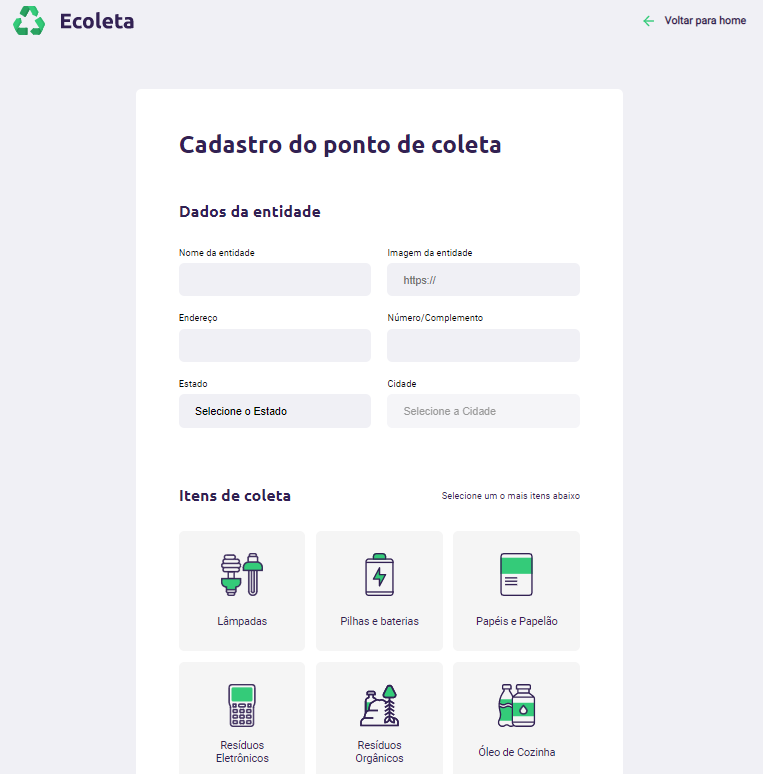 Ecoleta
Voltar para home
Cadastro do ponto de coleta
Dados da entidade
Nome da entidade
Imagem da entidade
https://
Endereço
Número/Complemento
Estado
Cidade
Selecione o Estado
Selecione a Cidade
Itens de coleta
Selecione um o mais itens abaixo
Lâmpadas
Pilhas e baterias
Papéis e Papelão
Resíduos
Eletrônicos
Resíduos
Orgânicos
Óleo de Cozinha